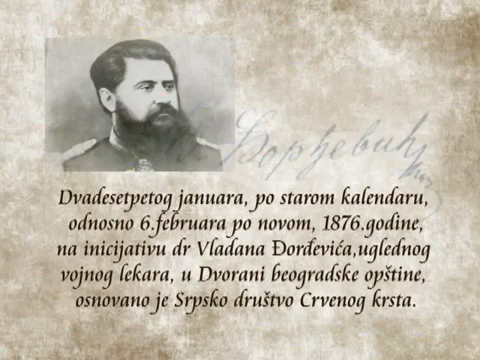 Ђорђевић
Dvadesetpetog januara, po starom kalendaru,
odnosno 6.februara po novom, 1876.godine,
na inicijativu dr Vladana Đorđevića,uglednog
vojnog lekara, u Dvorani beogradske opštine,
osnovano je Srpsko društvo Crvenog krsta.